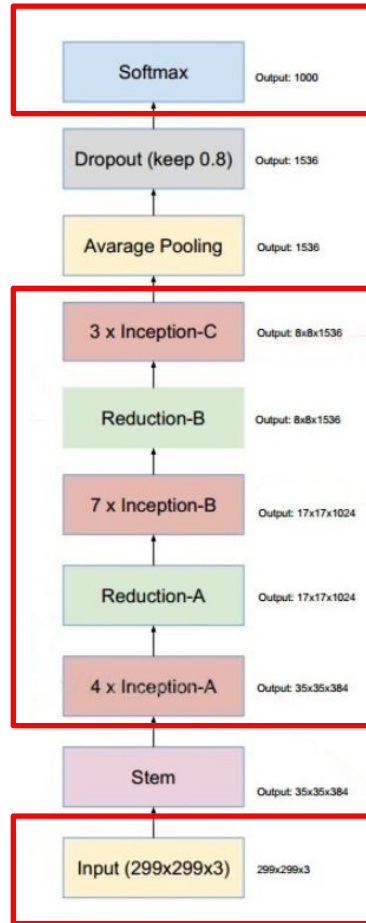 Softmax
Output: 1000
Dropout (keep 0.8)
Output: 1536
Avarage Pooling
Output: 1536
3 x Inception-C
Output: 8x8x1536
Reduction-B
Output: 8x8x1536
7 x Inception-B
Output: 17x17x1024
Reduction-A
Output: 17x17x1024
4 x Inception-A
Output: 35x35x384
Stem
Output: 35x35x384
Input (299x299x3)
299x299x3